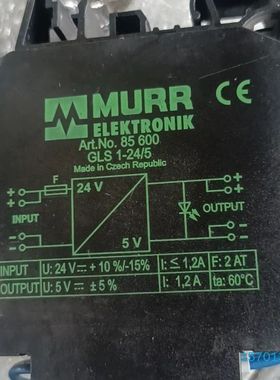 MURR
ELEKTRONIK
CE
Art.No. 85 600
GLS 1-24/5
Made in Czech Republic
F
24 V
+ +
INPUT
OUTPUT
5 V
INPUT U: 24 V⎓ + 10 %/-15% I: ≤ 1,2A F: 2 AT
OUTPUT U: 5 V⎓ ± 5 % I: 1,2 A ta: 60°C